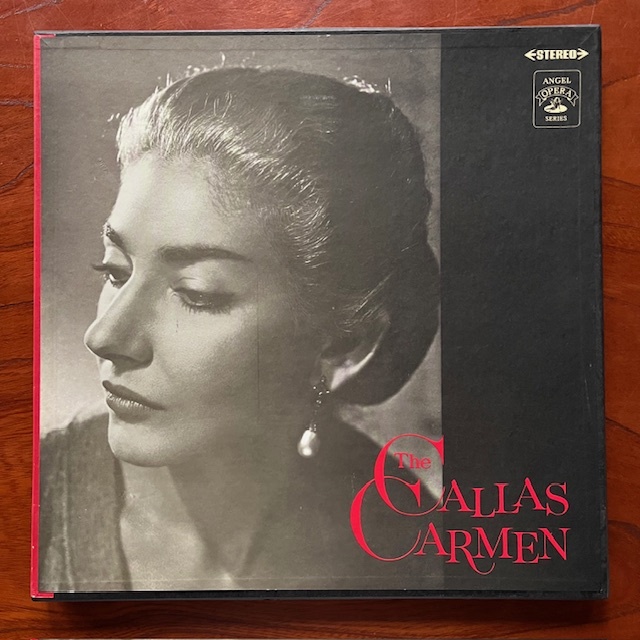 STEREO
ANGEL
OPERA
SERIES
The
CALLAS
CARMEN